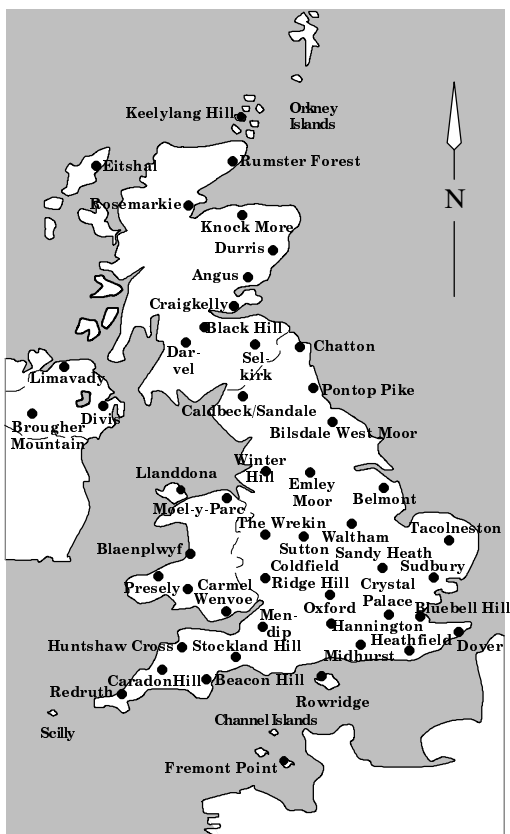 Keelylang Hill
Orkney
Islands
Eitshal
Rumster Forest
N
Rosemarkie
Knock More
Durris
Angus
Craigkelly
Black Hill
Dar-
vel
Sel-
kirk
Chatton
Limavady
Divis
Brougher
Mountain
Pontop Pike
Caldbeck/Sandale
Bilsdale West Moor
Winter
Hill
Emley
Moor
Belmont
Llanddona
Moel-y-Parc
The Wrekin
Sutton
Coldfield
Waltham
Tacolneston
Sandy Heath
Sudbury
Blaenplwyf
Presely
Carmel
Wenvoe
Ridge Hill
Oxford
Crystal
Palace
Bluebell Hill
Men-
dip
Hannington
Heathfield
Dover
Midhurst
Huntshaw Cross
Stockland Hill
CaradonHill
Beacon Hill
Redruth
Rowridge
Scilly
Channel Islands
Fremont Point